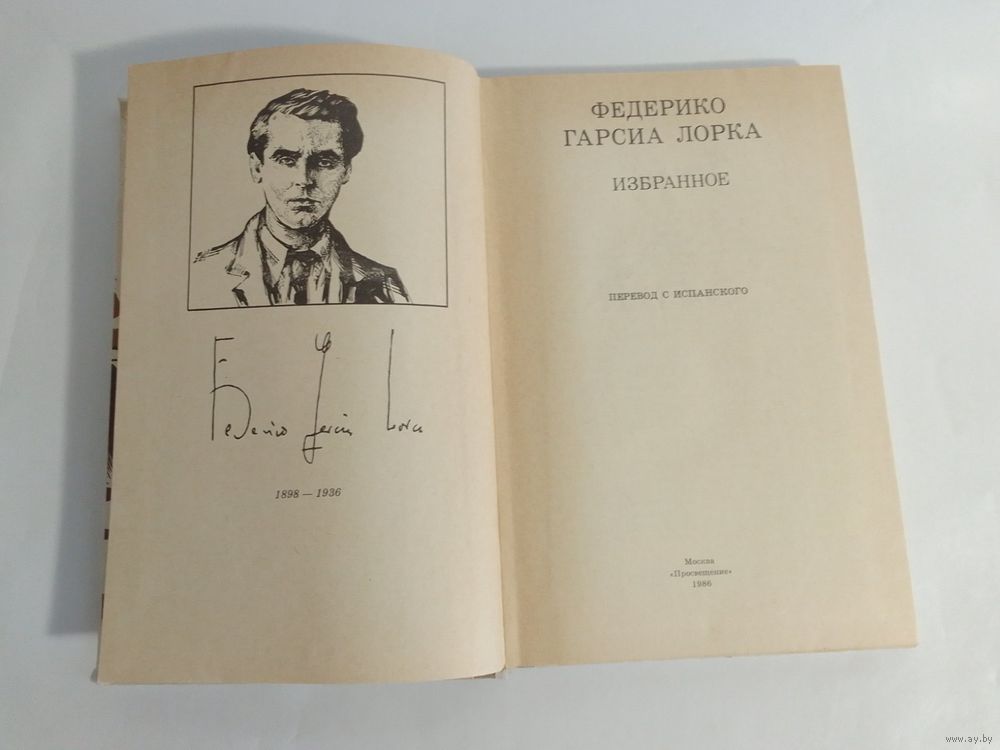 Federico García Lorca
1898 — 1936
ФЕДЕРИКО
ГАРСИА ЛОРКА
ИЗБРАННОЕ
ПЕРЕВОД С ИСПАНСКОГО
Москва
«Просвещение»
1986
www.ay.by